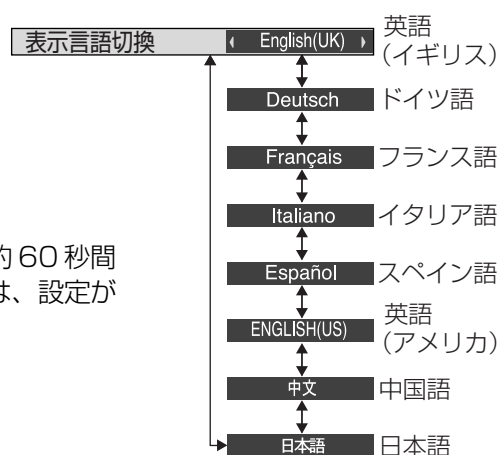 表示言語切換 English(UK) 英語
（イギリス）
Deutsch ドイツ語
Français フランス語
Italiano イタリア語
約60秒間
は、設定が
Español スペイン語
ENGLISH(US) 英語
（アメリカ）
中文 中国語
日本語 日本語